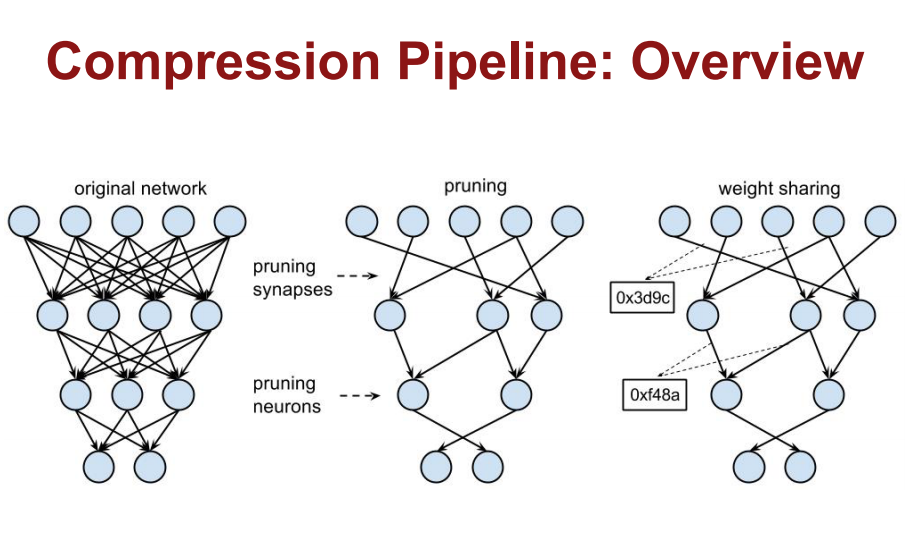 Compression Pipeline: Overview
original network
pruning
weight sharing
pruning
synapses
0x3d9c
pruning
neurons
0xf48a